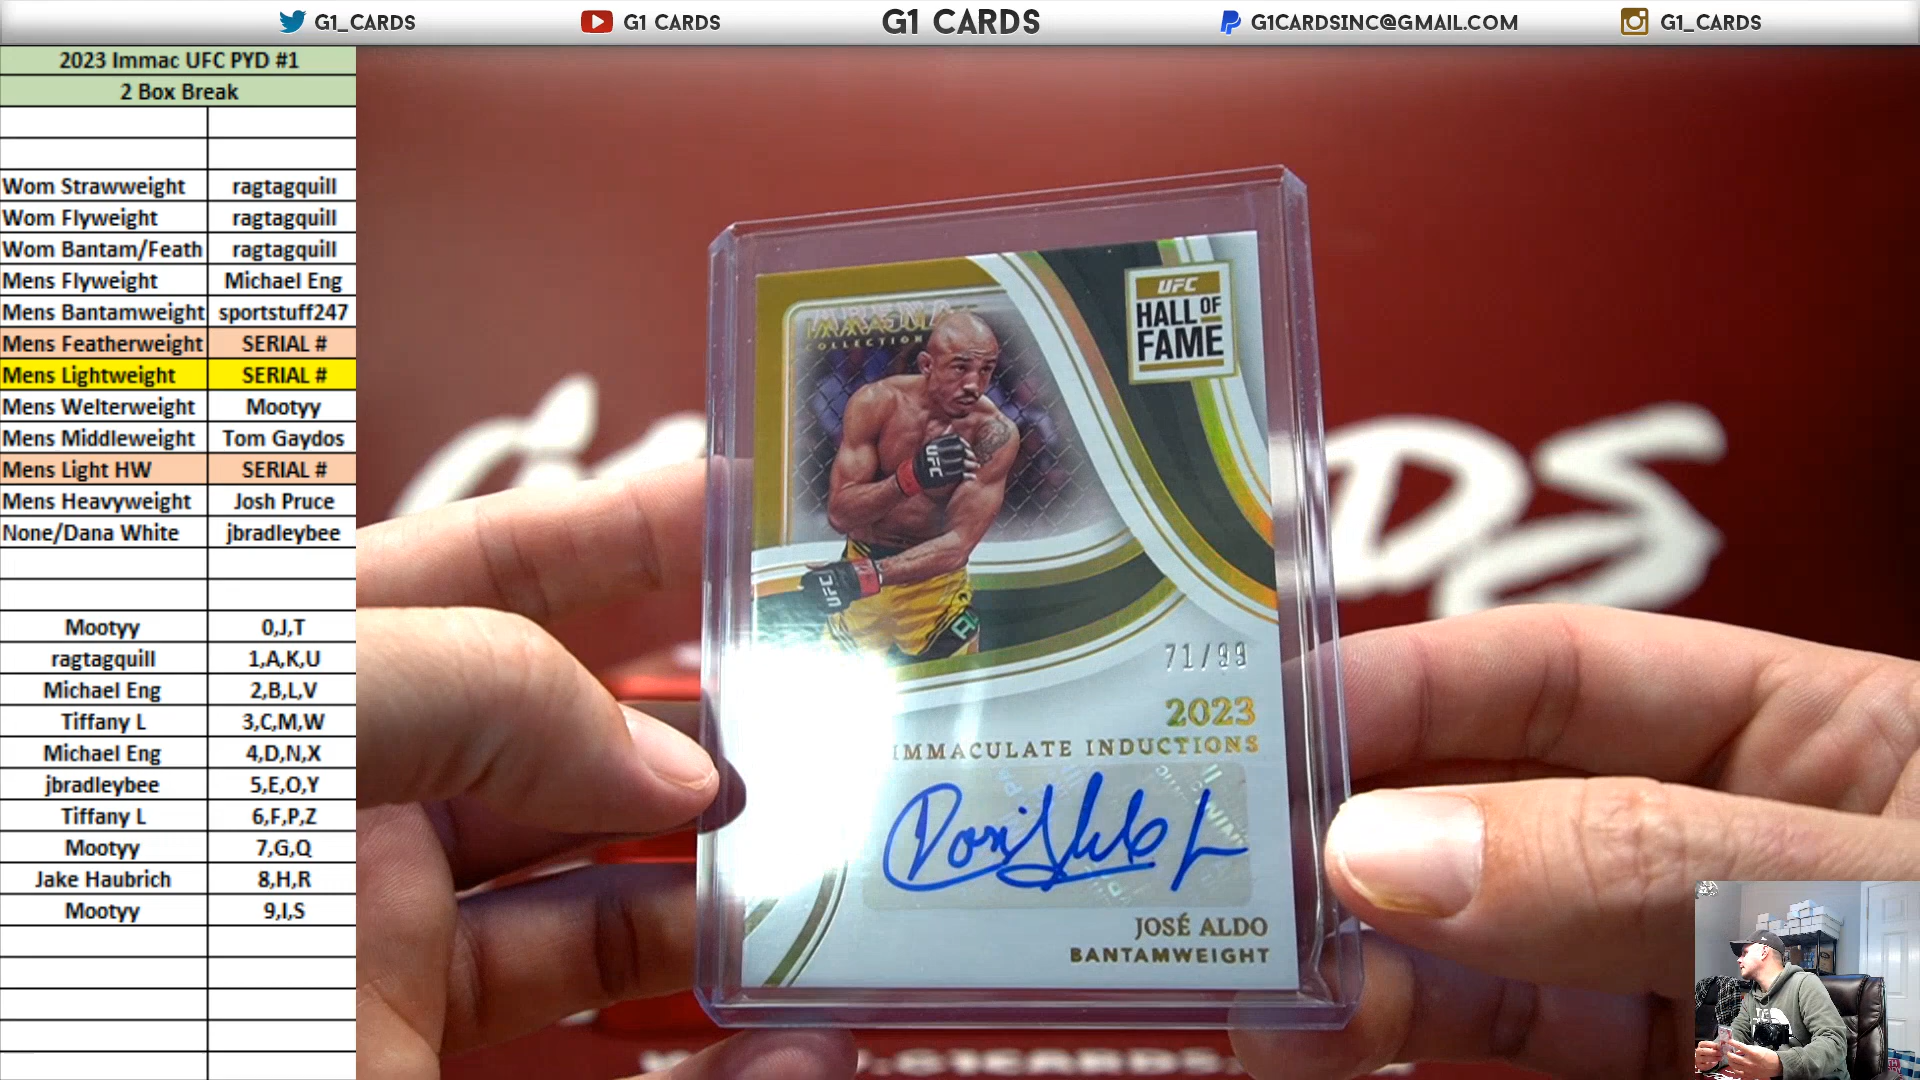 G1_CARDS
G1 CARDS
G1 CARDS
G1CARDSINC@GMAIL.COM
G1_CARDS
2023 Immac UFC PYD #1
2 Box Break
Wom Strawweight ragtagquill
Wom Flyweight ragtagquill
Wom Bantam/Feath ragtagquill
Mens Flyweight Michael Eng
Mens Bantamweight sportstuff247
Mens Featherweight SERIAL #
Mens Lightweight SERIAL #
Mens Welterweight Mootyy
Mens Middleweight Tom Gaydos
Mens Light HW SERIAL #
Mens Heavyweight Josh Pruce
None/Dana White jbradleybee
Mootyy 0,J,T
ragtagquill 1,A,K,U
Michael Eng 2,B,L,V
Tiffany L 3,C,M,W
Michael Eng 4,D,N,X
jbradleybee 5,E,O,Y
Tiffany L 6,F,P,Z
Mootyy 7,G,Q
Jake Haubrich 8,H,R
Mootyy 9,I,S
COLLECTION
UFC
HALL OF
FAME
UFC
UFC
71/99
2023
IMMACULATE INDUCTIONS
JOSÉ ALDO
BANTAMWEIGHT